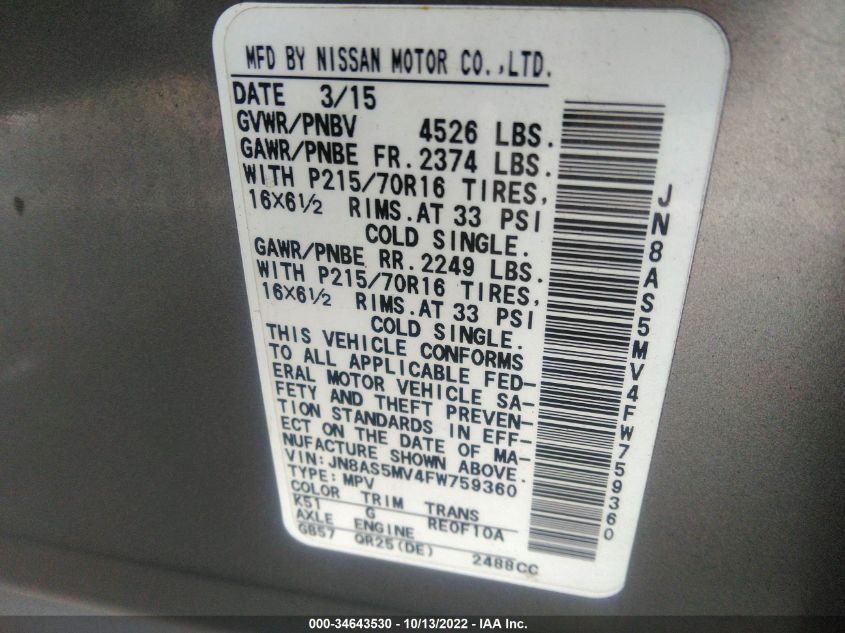 MFD BY NISSAN MOTOR CO.,LTD.
DATE 3/15
GVWR/PNBV 4526 LBS.
GAWR/PNBE FR.2374 LBS.
WITH P215/70R16 TIRES,
16X6½ RIMS.AT 33 PSI
COLD SINGLE.
GAWR/PNBE RR.2249 LBS.
WITH P215/70R16 TIRES,
16X6½ RIMS.AT 33 PSI
COLD SINGLE.
THIS VEHICLE CONFORMS
TO ALL APPLICABLE FED-
ERAL MOTOR VEHICLE SA-
FETY AND THEFT PREVEN-
TION STANDARDS IN EFF-
ECT ON THE DATE OF MA-
NUFACTURE SHOWN ABOVE.
VIN:JN8AS5MV4FW759360
TYPE:MPV
COLOR TRIM TRANS
K51 G RE0F10A
AXLE ENGINE
GB57 QR25(DE) 2488CC
JN8AS5MV4FW759360
000-34643530 - 10/13/2022 - IAA Inc.